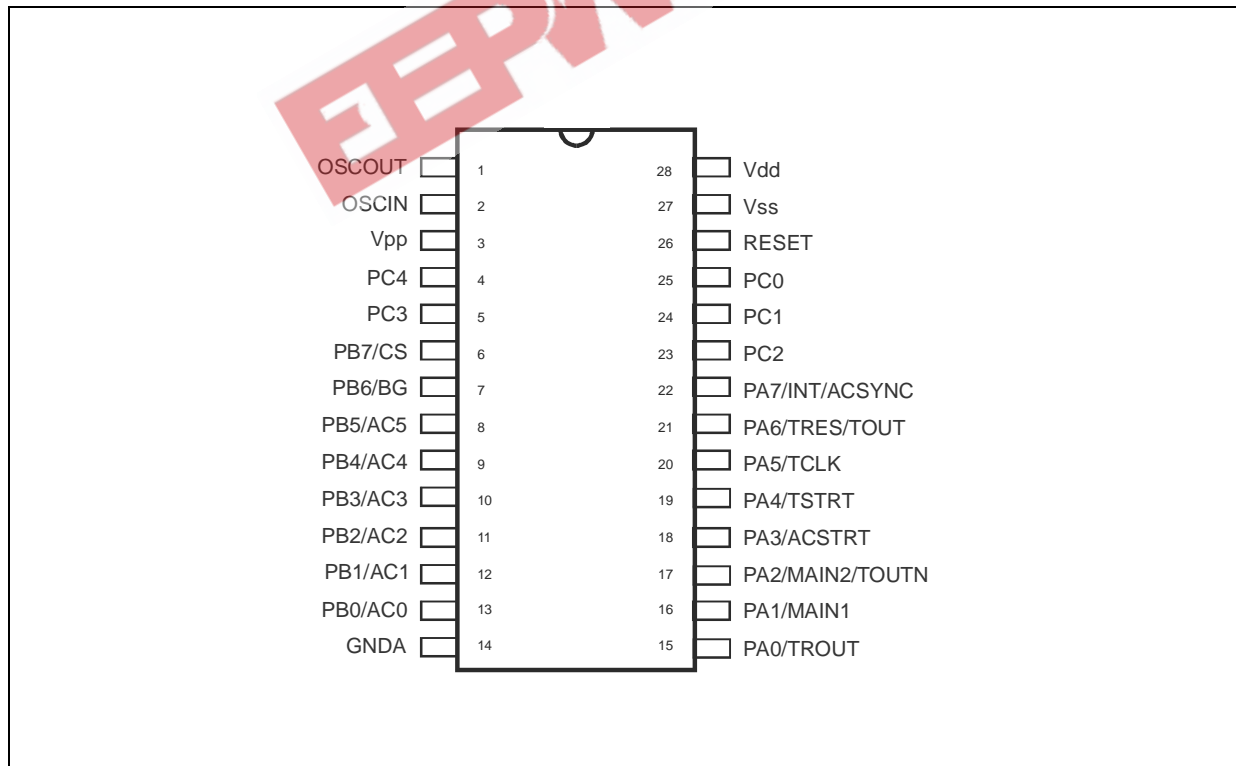 OSCOUT 1 28 Vdd
OSCIN 2 27 Vss
Vpp 3 26 RESET
PC4 4 25 PC0
PC3 5 24 PC1
PB7/CS 6 23 PC2
PB6/BG 7 22 PA7/INT/ACSYNC
PB5/AC5 8 21 PA6/TRES/TOUT
PB4/AC4 9 20 PA5/TCLK
PB3/AC3 10 19 PA4/TSTRT
PB2/AC2 11 18 PA3/ACSTRT
PB1/AC1 12 17 PA2/MAIN2/TOUTN
PB0/AC0 13 16 PA1/MAIN1
GNDA 14 15 PA0/TROUT